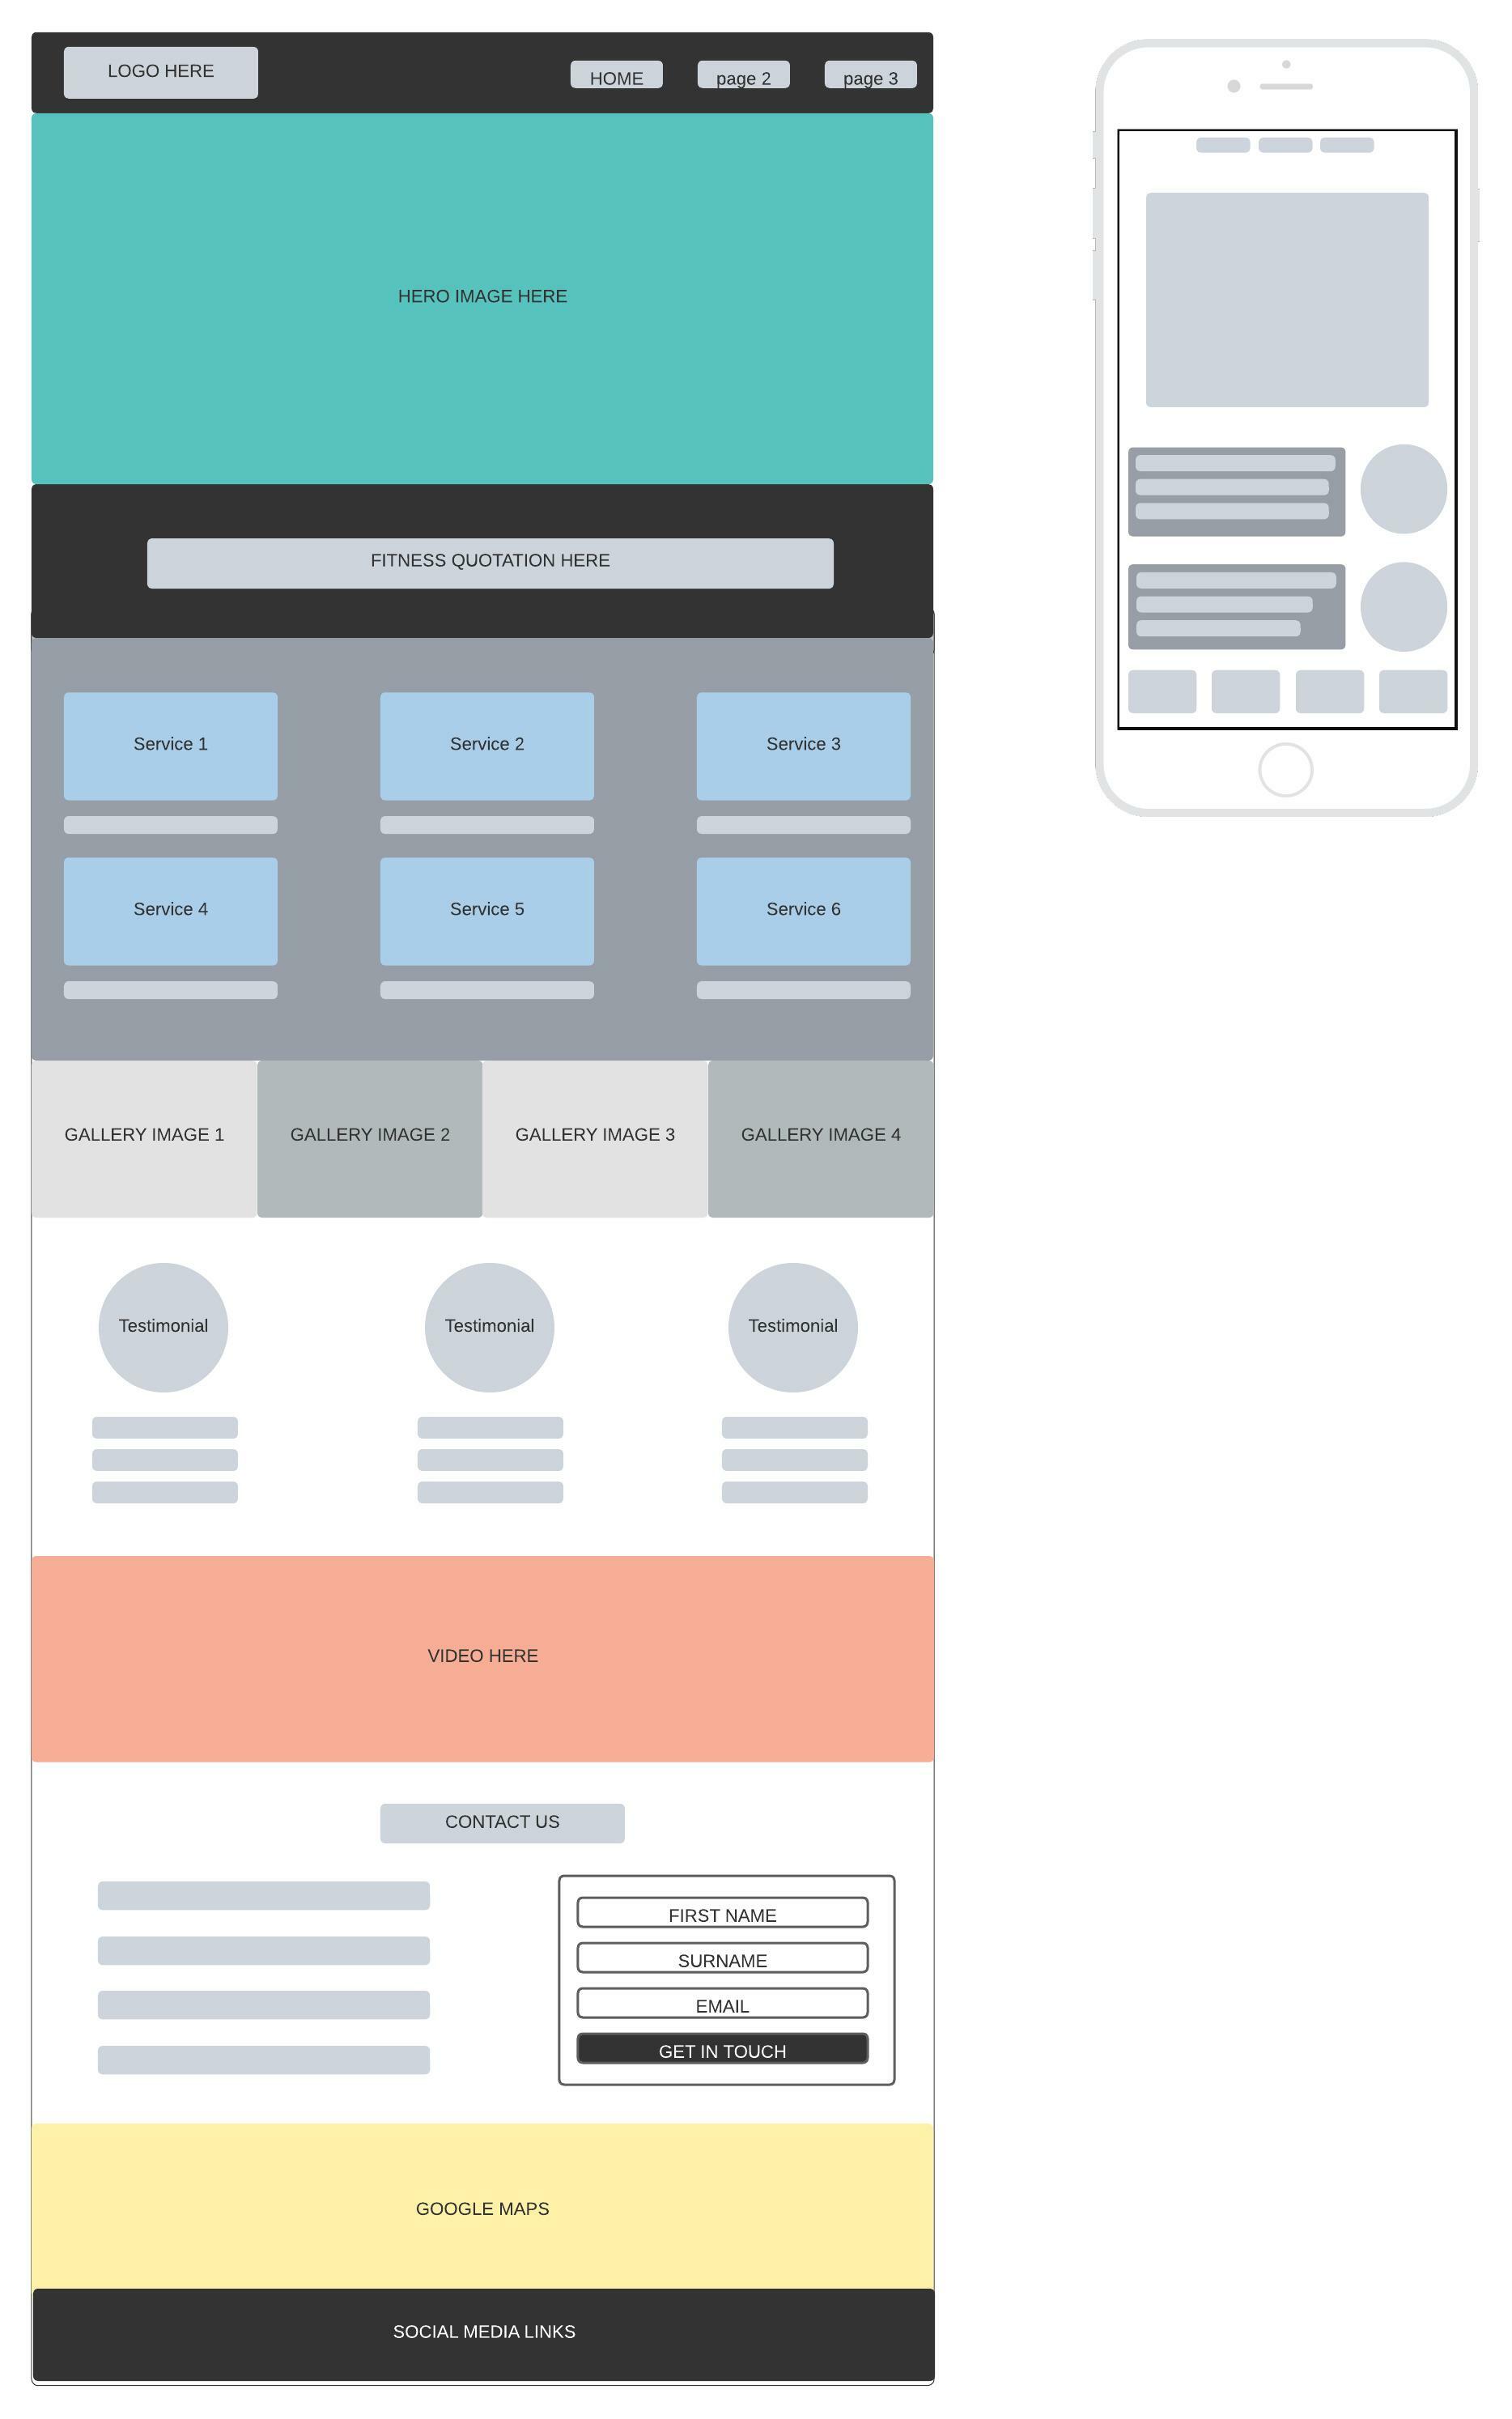 LOGO HERE
HOME
page 2
page 3
HERO IMAGE HERE
FITNESS QUOTATION HERE
Service 1
Service 2
Service 3
Service 4
Service 5
Service 6
GALLERY IMAGE 1
GALLERY IMAGE 2
GALLERY IMAGE 3
GALLERY IMAGE 4
Testimonial
Testimonial
Testimonial
VIDEO HERE
CONTACT US
FIRST NAME
SURNAME
EMAIL
GET IN TOUCH
GOOGLE MAPS
SOCIAL MEDIA LINKS